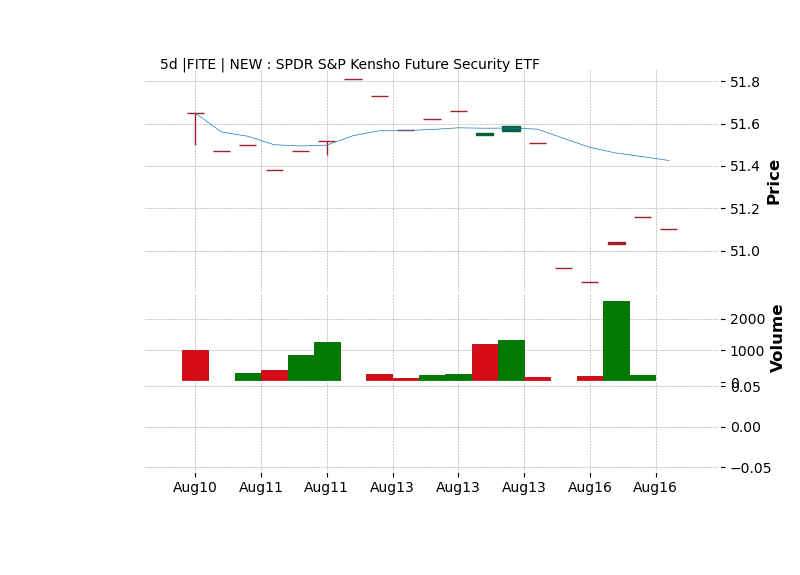 5d |FITE | NEW : SPDR S&P Kensho Future Security ETF
51.8
51.6
51.4
51.2
51.0
Price
2000
1000
0
Volume
0.05
0.00
−0.05
Aug10 Aug11 Aug11 Aug13 Aug13 Aug13 Aug16 Aug16